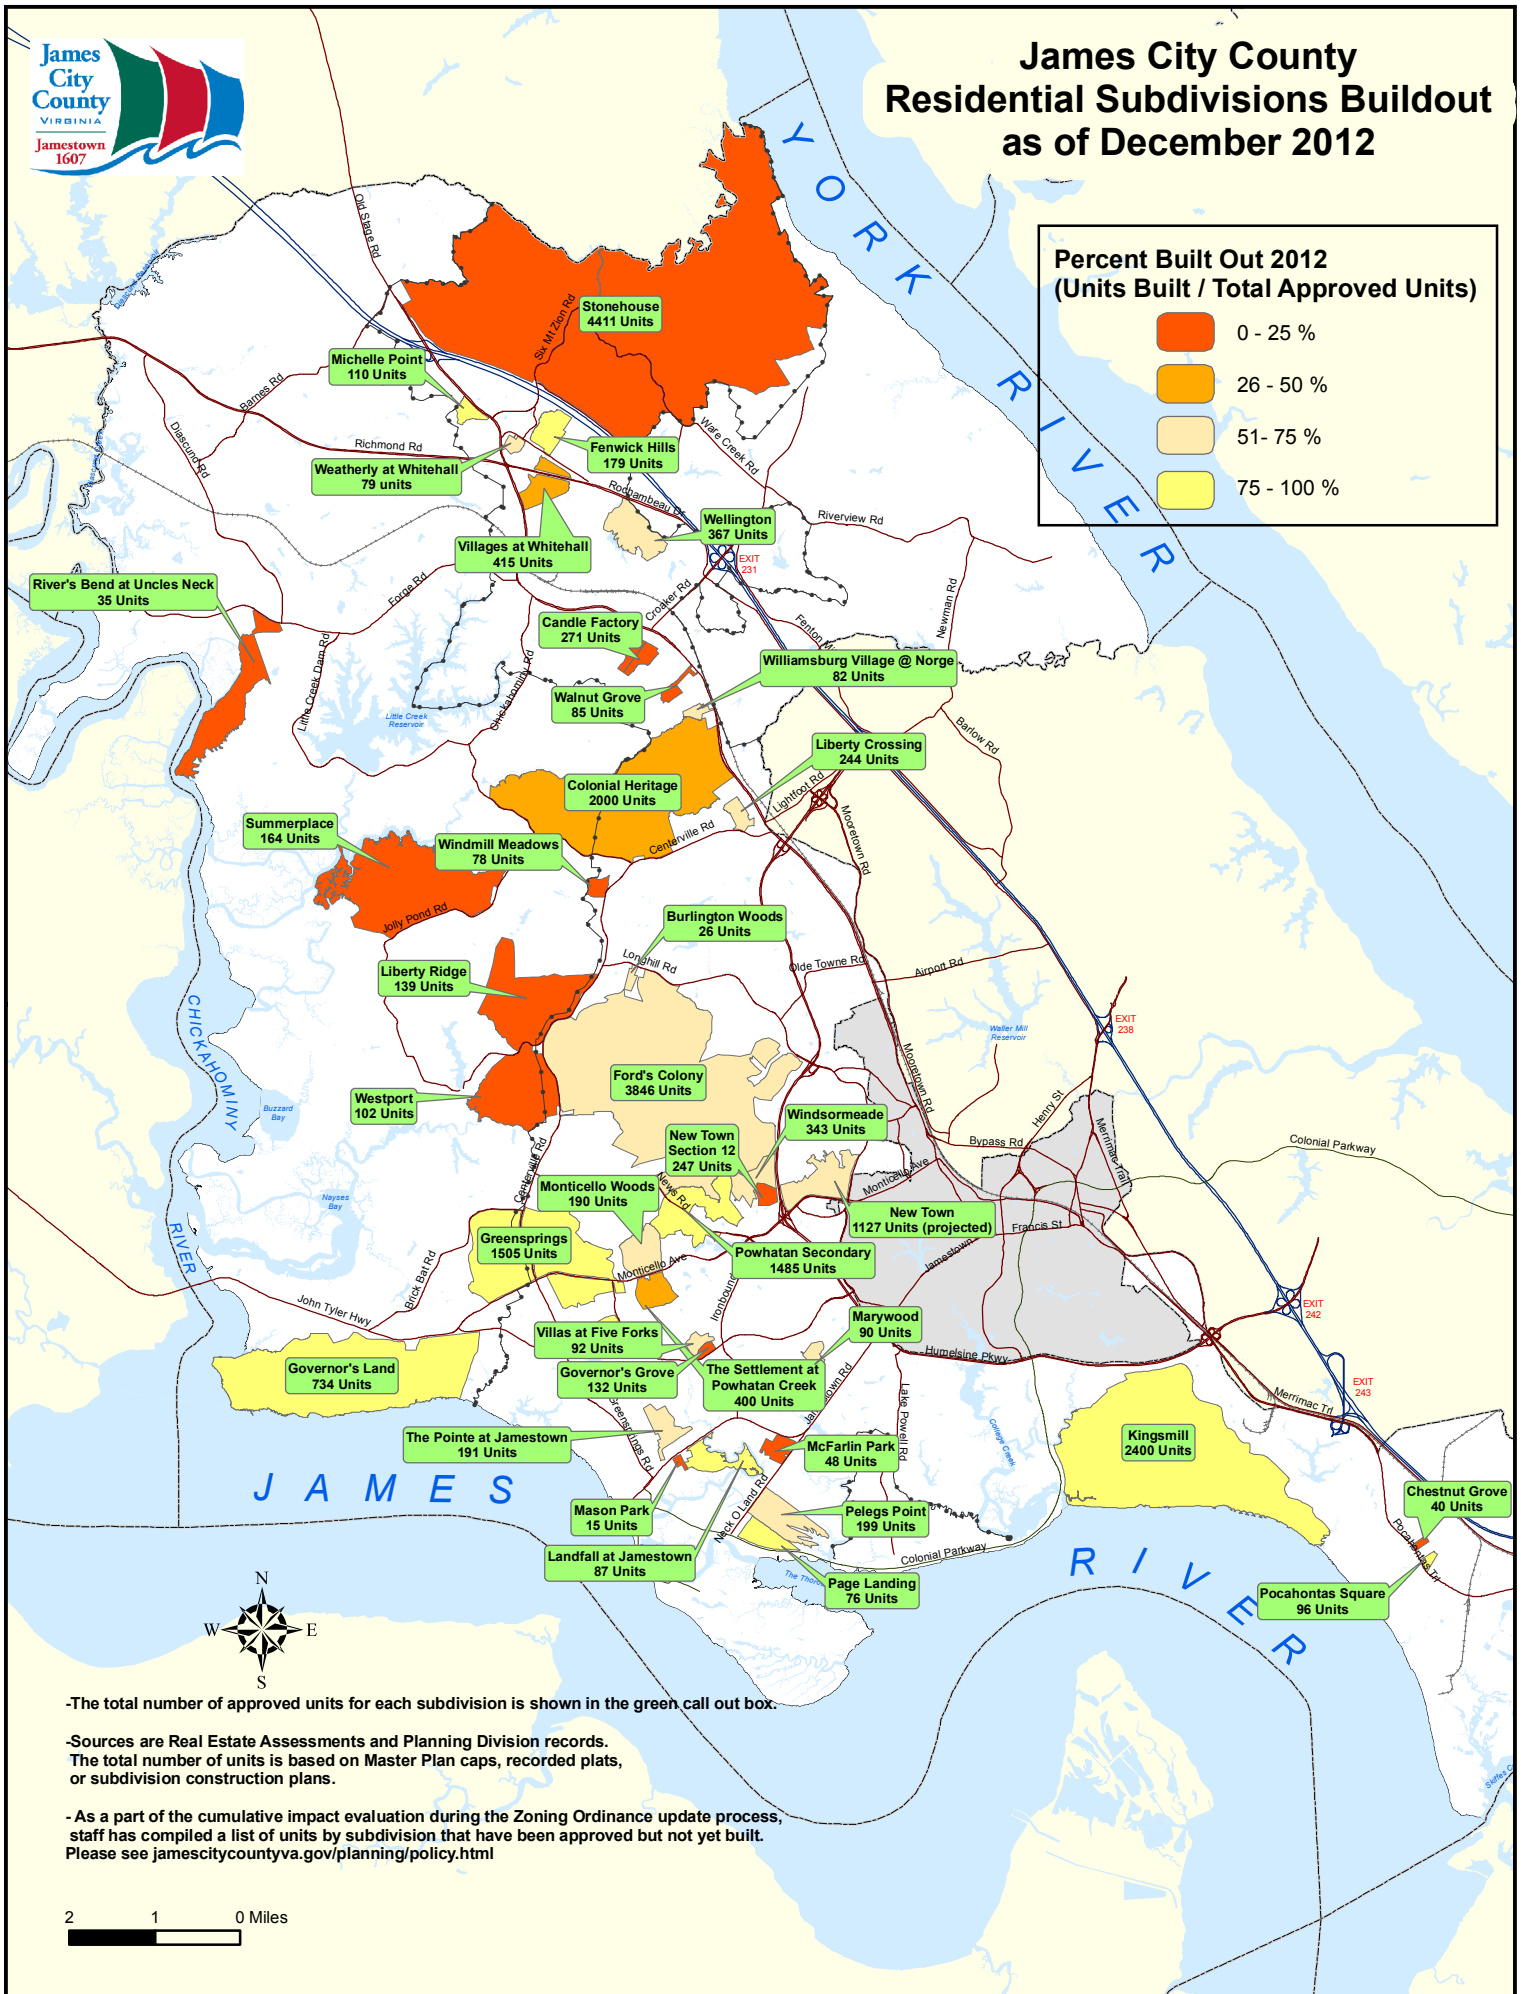 James
City
County
VIRGINIA
Jamestown
1607
James City County
Residential Subdivisions Buildout
as of December 2012
Percent Built Out 2012
(Units Built / Total Approved Units)
0 - 25 %
26 - 50 %
51- 75 %
75 - 100 %
YORK
RIVER
Old Stage Rd
Stonehouse
4411 Units
Six Mt Zion Rd
Michelle Point
110 Units
Barnes Rd
Diascund Rd
Richmond Rd
Fenwick Hills
179 Units
Ware Creek Rd
Weatherly at Whitehall
79 units
Rochambeau Dr
Wellington
367 Units
Riverview Rd
Villages at Whitehall
415 Units
EXIT
231
River's Bend at Uncles Neck
35 Units
Forge Rd
Croaker Rd
Newman Rd
Candle Factory
271 Units
Little Creek Dam Rd
Chickahominy Rd
Williamsburg Village @ Norge
82 Units
Walnut Grove
85 Units
Little Creek
Reservoir
Barlow Rd
Liberty Crossing
244 Units
Colonial Heritage
2000 Units
Lightfoot Rd
Mooretown Rd
Summerplace
164 Units
Windmill Meadows
78 Units
Centerville Rd
Jolly Pond Rd
Burlington Woods
26 Units
Longhill Rd
Olde Towne Rd
Airport Rd
Liberty Ridge
139 Units
CHICKAHOMINY
RIVER
Waller Mill
Reservoir
EXIT
238
Mooretown Rd
Ford's Colony
3846 Units
Westport
102 Units
Buzzard
Bay
Windsormeade
343 Units
Henry St
Merrimac Trail
New Town
Section 12
247 Units
Bypass Rd
Colonial Parkway
Centerville Rd
Monticello Woods
190 Units
News Rd
Monticello Ave
Nayses
Bay
New Town
1127 Units (projected)
Francis St
Greensprings
1505 Units
Powhatan Secondary
1485 Units
Jamestown
Monticello Ave
Brick Bat Rd
Ironbound
John Tyler Hwy
EXIT
242
Marywood
90 Units
Villas at Five Forks
92 Units
Humelsine Pkwy
Governor's Land
734 Units
Governor's Grove
132 Units
The Settlement at
Powhatan Creek
400 Units
EXIT
243
Merrimac Trl
Lake Powell Rd
College Creek
Kingsmill
2400 Units
The Pointe at Jamestown
191 Units
McFarlin Park
48 Units
JAMES
Chestnut Grove
40 Units
Mason Park
15 Units
Neck O Land Rd
Pelegs Point
199 Units
Landfall at Jamestown
87 Units
Colonial Parkway
Page Landing
76 Units
RIVER
Pocahontas Square
96 Units
N
W
E
S
-The total number of approved units for each subdivision is shown in the green call out box.
-Sources are Real Estate Assessments and Planning Division records.
The total number of units is based on Master Plan caps, recorded plats,
or subdivision construction plans.
- As a part of the cumulative impact evaluation during the Zoning Ordinance update process,
staff has compiled a list of units by subdivision that have been approved but not yet built.
Please see jamescitycountyva.gov/planning/policy.html
2 1 0 Miles